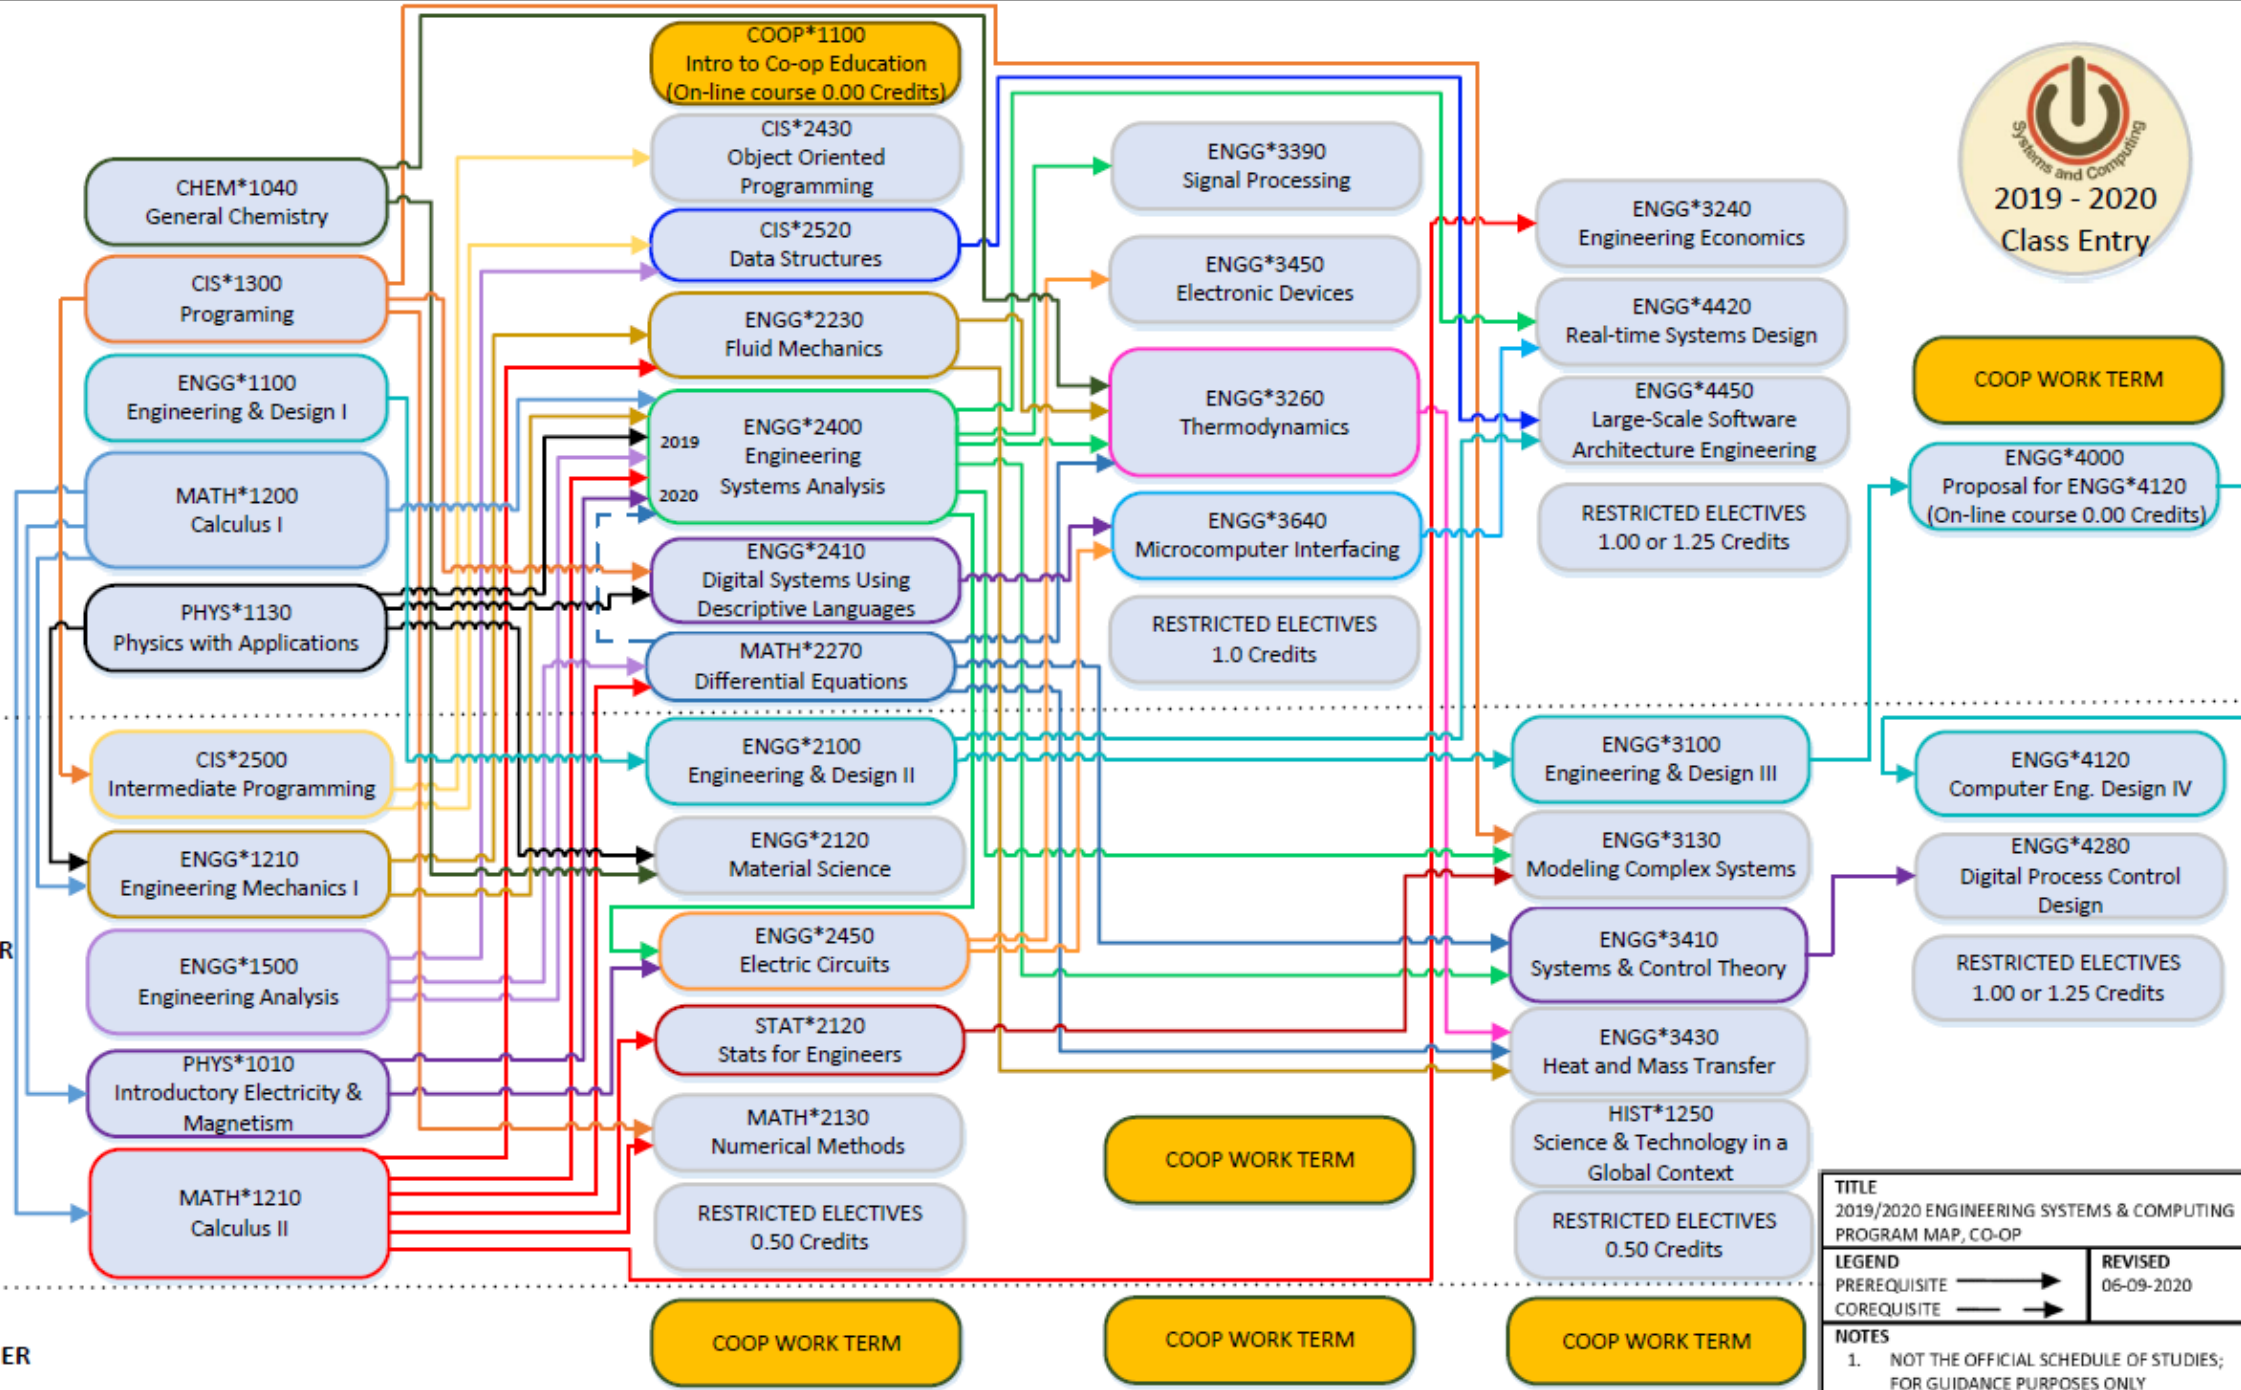 CHEM*1040
General Chemistry
CIS*1300
Programing
ENGG*1100
Engineering & Design I
MATH*1200
Calculus I
PHYS*1130
Physics with Applications
CIS*2500
Intermediate Programming
ENGG*1210
Engineering Mechanics I
R
ENGG*1500
Engineering Analysis
PHYS*1010
Introductory Electricity &
Magnetism
MATH*1210
Calculus II
ER
COOP*1100
Intro to Co-op Education
(On-line course 0.00 Credits)
CIS*2430
Object Oriented
Programming
CIS*2520
Data Structures
ENGG*2230
Fluid Mechanics
2019
2020
ENGG*2400
Engineering
Systems Analysis
ENGG*2410
Digital Systems Using
Descriptive Languages
MATH*2270
Differential Equations
ENGG*2100
Engineering & Design II
ENGG*2120
Material Science
ENGG*2450
Electric Circuits
STAT*2120
Stats for Engineers
MATH*2130
Numerical Methods
RESTRICTED ELECTIVES
0.50 Credits
COOP WORK TERM
ENGG*3390
Signal Processing
ENGG*3450
Electronic Devices
ENGG*3260
Thermodynamics
ENGG*3640
Microcomputer Interfacing
RESTRICTED ELECTIVES
1.0 Credits
COOP WORK TERM
COOP WORK TERM
ENGG*3240
Engineering Economics
ENGG*4420
Real-time Systems Design
ENGG*4450
Large-Scale Software
Architecture Engineering
RESTRICTED ELECTIVES
1.00 or 1.25 Credits
ENGG*3100
Engineering & Design III
ENGG*3130
Modeling Complex Systems
ENGG*3410
Systems & Control Theory
ENGG*3430
Heat and Mass Transfer
HIST*1250
Science & Technology in a
Global Context
RESTRICTED ELECTIVES
0.50 Credits
COOP WORK TERM
Systems and Computing
2019 - 2020
Class Entry
COOP WORK TERM
ENGG*4000
Proposal for ENGG*4120
(On-line course 0.00 Credits)
ENGG*4120
Computer Eng. Design IV
ENGG*4280
Digital Process Control
Design
RESTRICTED ELECTIVES
1.00 or 1.25 Credits
TITLE
2019/2020 ENGINEERING SYSTEMS & COMPUTING
PROGRAM MAP, CO-OP
LEGEND
PREREQUISITE
COREQUISITE
REVISED
06-09-2020
NOTES
1. NOT THE OFFICIAL SCHEDULE OF STUDIES;
FOR GUIDANCE PURPOSES ONLY